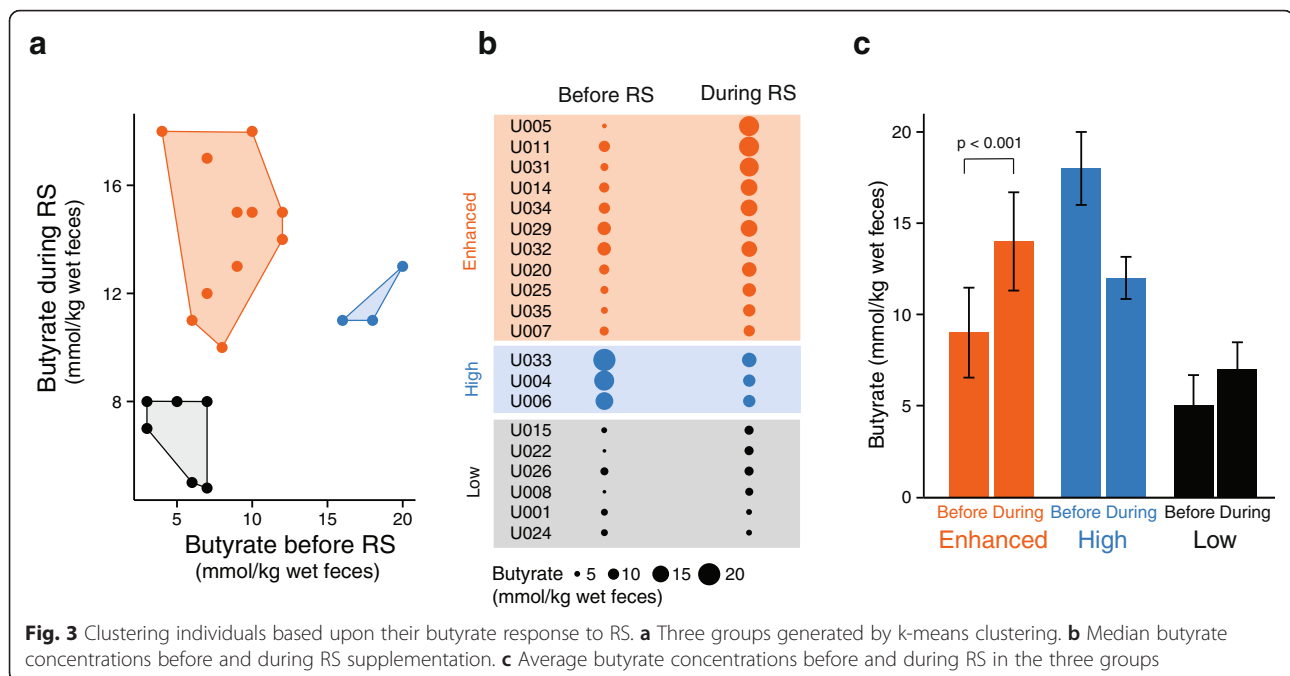 a
Butyrate during RS
(mmol/kg wet feces)
16
12
8
5 10 15 20
Butyrate before RS
(mmol/kg wet feces)
b
Before RS During RS
Enhanced
U005
U011
U031
U014
U034
U029
U032
U020
U025
U035
U007
High
U033
U004
U006
Low
U015
U022
U026
U008
U001
U024
Butyrate 5 10 15 20
(mmol/kg wet feces)
c
Butyrate (mmol/kg wet feces)
20
15
10
5
0
p < 0.001
Before During Before During Before During
Enhanced High Low
Fig. 3 Clustering individuals based upon their butyrate response to RS. a Three groups generated by k-means clustering. b Median butyrate
concentrations before and during RS supplementation. c Average butyrate concentrations before and during RS in the three groups